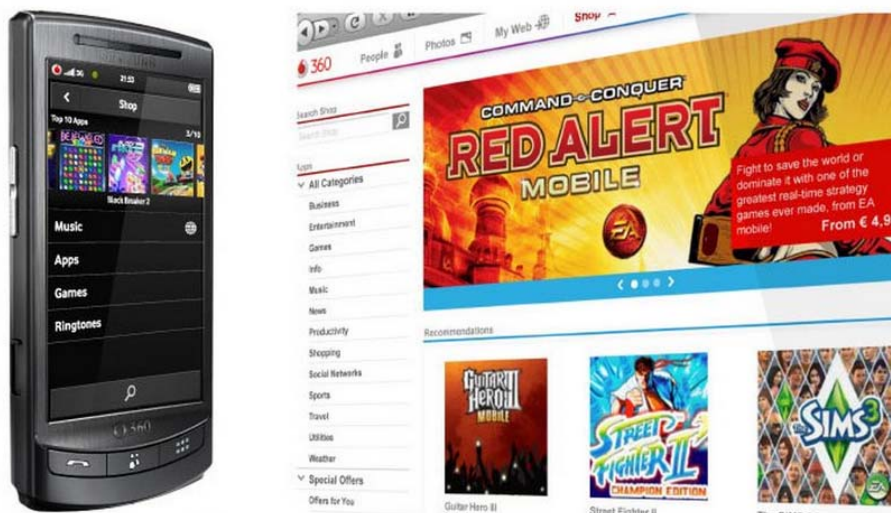 3G
21:53
Shop
Top 10 Apps
3/10
BEJEWELED
Block Breaker 2
Music
Apps
Games
Ringtones
360
360
People
Photos
My Web
Shop
Search Shop
Search Shop
Apps
All Categories
Business
Entertainment
Games
Info
Music
News
Productivity
Shopping
Social Networks
Sports
Travel
Utilities
Weather
Special Offers
Offers for You
COMMAND & CONQUER
RED ALERT
MOBILE
EA
Fight to save the world or
dominate it with one of the
greatest real-time strategy
games ever made, from EA
mobile!
From € 4,9
Recommendations
GUITAR
HERO III
MOBILE
Guitar Hero III
STREET
FIGHTER II
CHAMPION EDITION
Street Fighter II
THE SIMS 3
EA